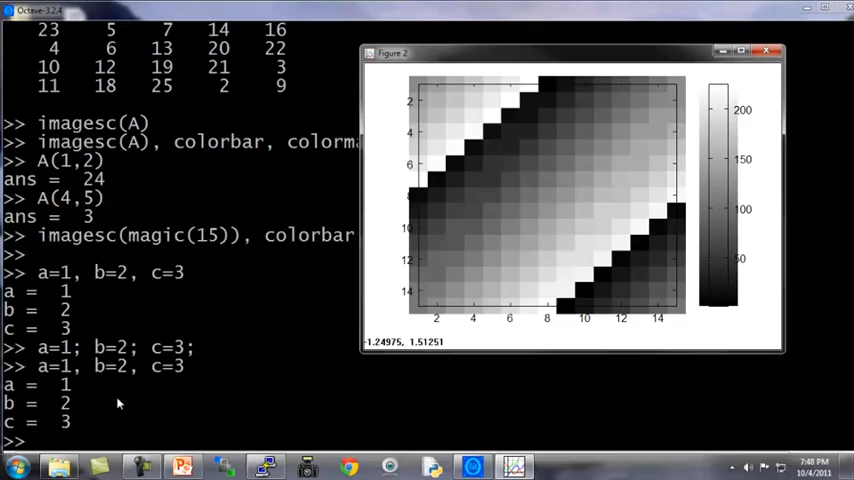 Octave-3.2.4
23 5 7 14 16
4 6 13 20 22
10 12 19 21 3
11 18 25 2 9
>> imagesc(A)
>> imagesc(A), colorbar, colorma
>> A(1,2)
ans = 24
>> A(4,5)
ans = 3
>> imagesc(magic(15)), colorbar
>>
>> a=1, b=2, c=3
a = 1
b = 2
c = 3
>> a=1; b=2; c=3;
>> a=1, b=2, c=3
a = 1
b = 2
c = 3
>>
Figure 2
2
4
6
8
10
12
14
2 4 6 8 10 12 14
200
150
100
50
-1.24975, 1.51251
7:48 PM
10/4/2011